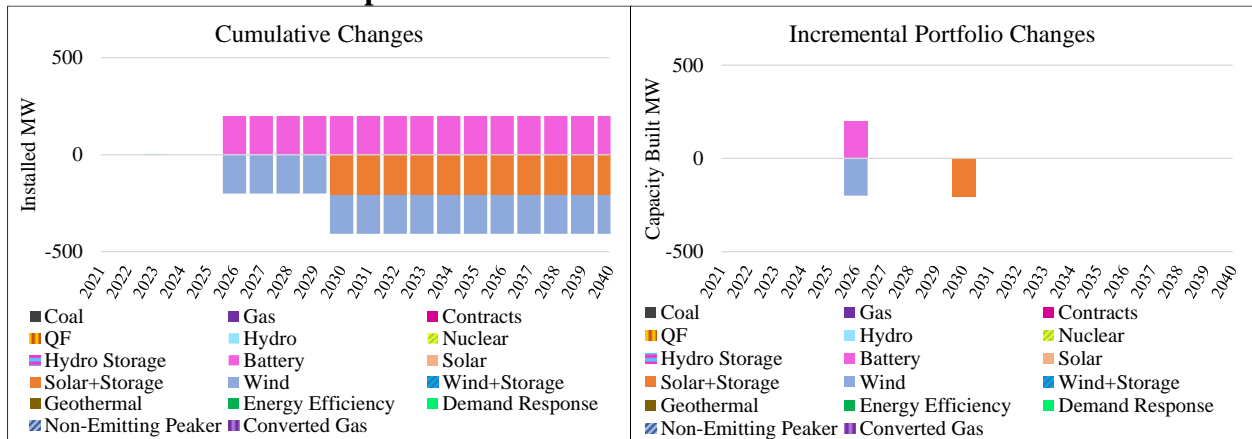 Cumulative Changes
500
0
-500
Installed MW
2021 2022 2023 2024 2025 2026 2027 2028 2029 2030 2031 2032 2033 2034 2035 2036 2037 2038 2039 2040
Coal Gas Contracts
QF Hydro Nuclear
Hydro Storage Battery Solar
Solar+Storage Wind Wind+Storage
Geothermal Energy Efficiency Demand Response
Non-Emitting Peaker Converted Gas
Incremental Portfolio Changes
500
0
-500
Capacity Built MW
2021 2022 2023 2024 2025 2026 2027 2028 2029 2030 2031 2032 2033 2034 2035 2036 2037 2038 2039 2040
Coal Gas Contracts
QF Hydro Nuclear
Hydro Storage Battery Solar
Solar+Storage Wind Wind+Storage
Geothermal Energy Efficiency Demand Response
Non-Emitting Peaker Converted Gas